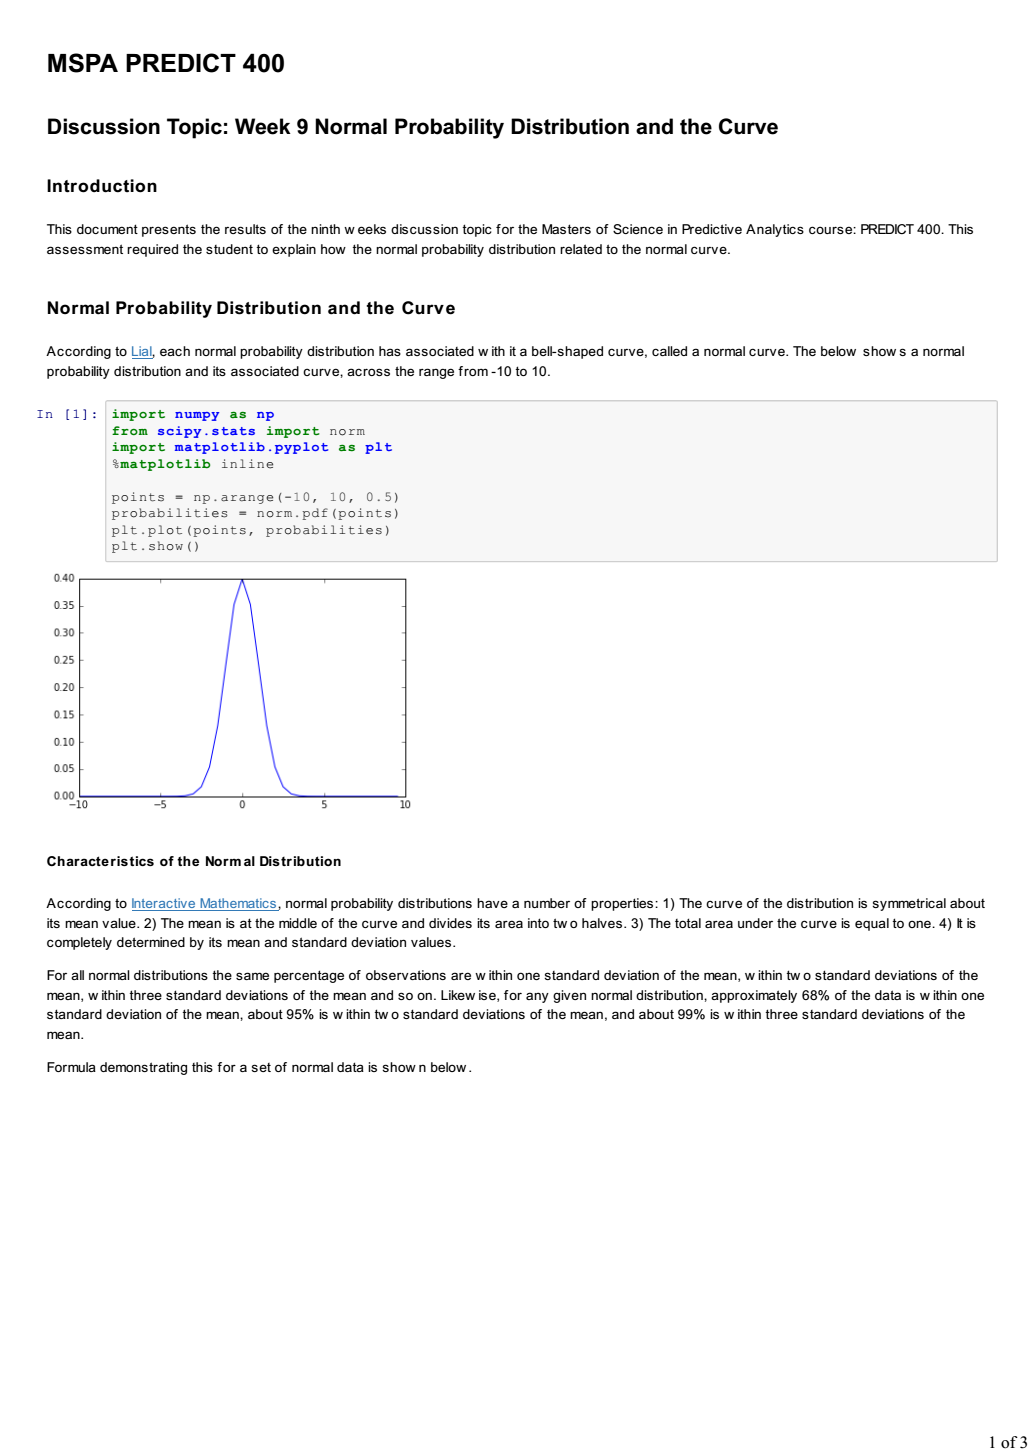 MSPA PREDICT 400
Discussion Topic: Week 9 Normal Probability Distribution and the Curve
Introduction
This document presents the results of the ninth weeks discussion topic for the Masters of Science in Predictive Analytics course: PREDICT 400. This
assessment required the student to explain how the normal probability distribution related to the normal curve.
Normal Probability Distribution and the Curve
According to Lial, each normal probability distribution has associated with it a bell-shaped curve, called a normal curve. The below shows a normal
probability distribution and its associated curve, across the range from -10 to 10.
In [1]: import numpy as np
from scipy.stats import norm
import matplotlib.pyplot as plt
%matplotlib inline
points = np.arange(-10, 10, 0.5)
probabilities = norm.pdf(points)
plt.plot(points, probabilities)
plt.show()
0.40
0.35
0.30
0.25
0.20
0.15
0.10
0.05
0.00
−10 −5 0 5 10
Characteristics of the Normal Distribution
According to Interactive Mathematics, normal probability distributions have a number of properties: 1) The curve of the distribution is symmetrical about
its mean value. 2) The mean is at the middle of the curve and divides its area into two halves. 3) The total area under the curve is equal to one. 4) It is
completely determined by its mean and standard deviation values.
For all normal distributions the same percentage of observations are within one standard deviation of the mean, within two standard deviations of the
mean, within three standard deviations of the mean and so on. Likewise, for any given normal distribution, approximately 68% of the data is within one
standard deviation of the mean, about 95% is within two standard deviations of the mean, and about 99% is within three standard deviations of the
mean.
Formula demonstrating this for a set of normal data is shown below.
1 of 3